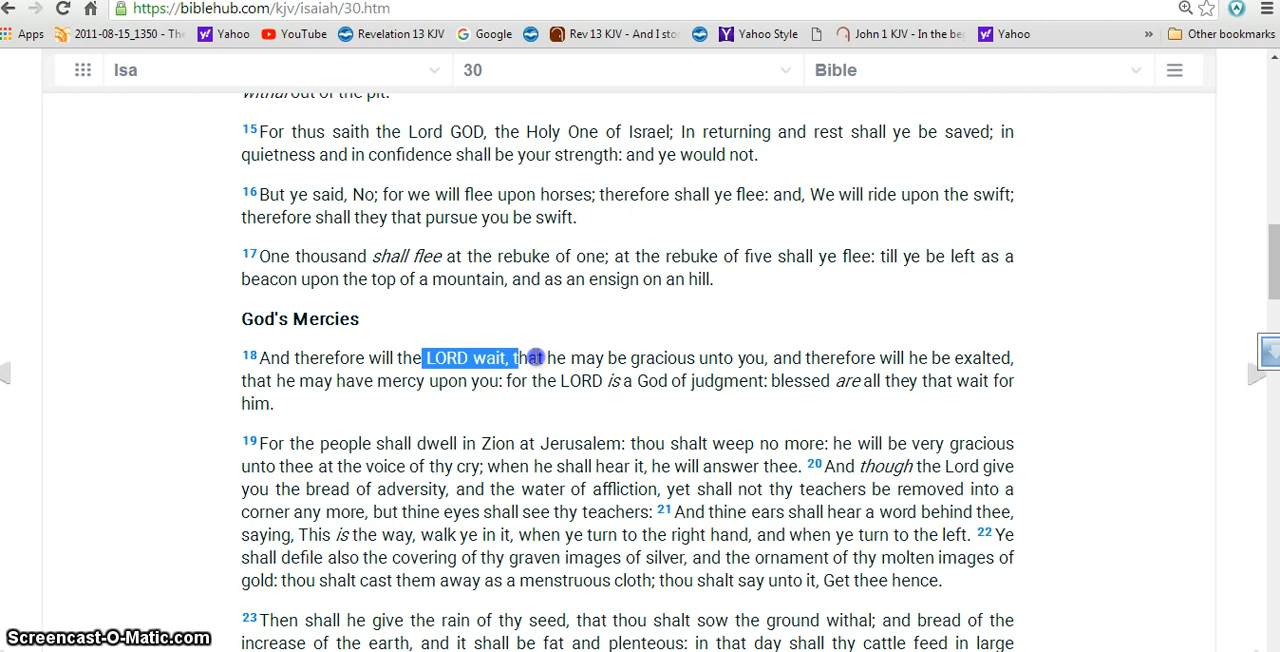 https://biblehub.com/kjv/isaiah/30.htm
Apps 2011-08-15_1350 - The Yahoo YouTube Revelation 13 KJV Google Rev 13 KJV - And I sto Yahoo Style John 1 KJV - In the be Yahoo » Other bookmarks
Isa 30 Bible
withal out of the pit.
15 For thus saith the Lord GOD, the Holy One of Israel; In returning and rest shall ye be saved; in
quietness and in confidence shall be your strength: and ye would not.
16 But ye said, No; for we will flee upon horses; therefore shall ye flee: and, We will ride upon the swift;
therefore shall they that pursue you be swift.
17 One thousand shall flee at the rebuke of one; at the rebuke of five shall ye flee: till ye be left as a
beacon upon the top of a mountain, and as an ensign on an hill.
God's Mercies
18 And therefore will the LORD wait, that he may be gracious unto you, and therefore will he be exalted,
that he may have mercy upon you: for the LORD is a God of judgment: blessed are all they that wait for
him.
19 For the people shall dwell in Zion at Jerusalem: thou shalt weep no more: he will be very gracious
unto thee at the voice of thy cry; when he shall hear it, he will answer thee. 20 And though the Lord give
you the bread of adversity, and the water of affliction, yet shall not thy teachers be removed into a
corner any more, but thine eyes shall see thy teachers: 21 And thine ears shall hear a word behind thee,
saying, This is the way, walk ye in it, when ye turn to the right hand, and when ye turn to the left. 22 Ye
shall defile also the covering of thy graven images of silver, and the ornament of thy molten images of
gold: thou shalt cast them away as a menstruous cloth; thou shalt say unto it, Get thee hence.
23 Then shall he give the rain of thy seed, that thou shalt sow the ground withal; and bread of the
increase of the earth, and it shall be fat and plenteous: in that day shall thy cattle feed in large
Screencast-O-Matic.com